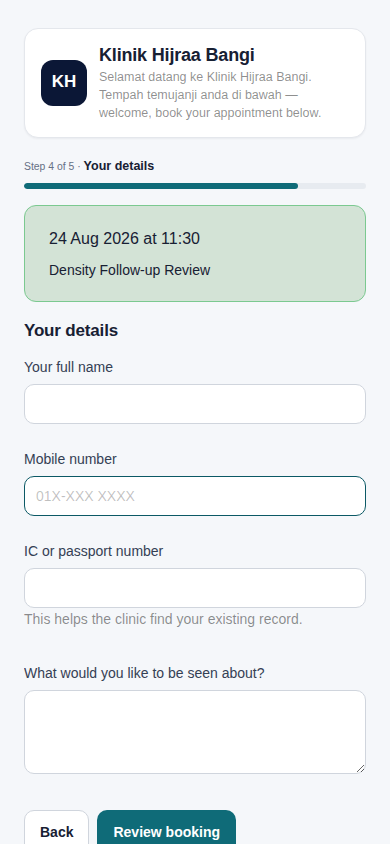 KH
Klinik Hijraa Bangi
Selamat datang ke Klinik Hijraa Bangi.
Tempah temujanji anda di bawah —
welcome, book your appointment below.
Step 4 of 5 · Your details
24 Aug 2026 at 11:30
Density Follow-up Review
Your details
Your full name
Mobile number
01X-XXX XXXX
IC or passport number
This helps the clinic find your existing record.
What would you like to be seen about?
Back
Review booking